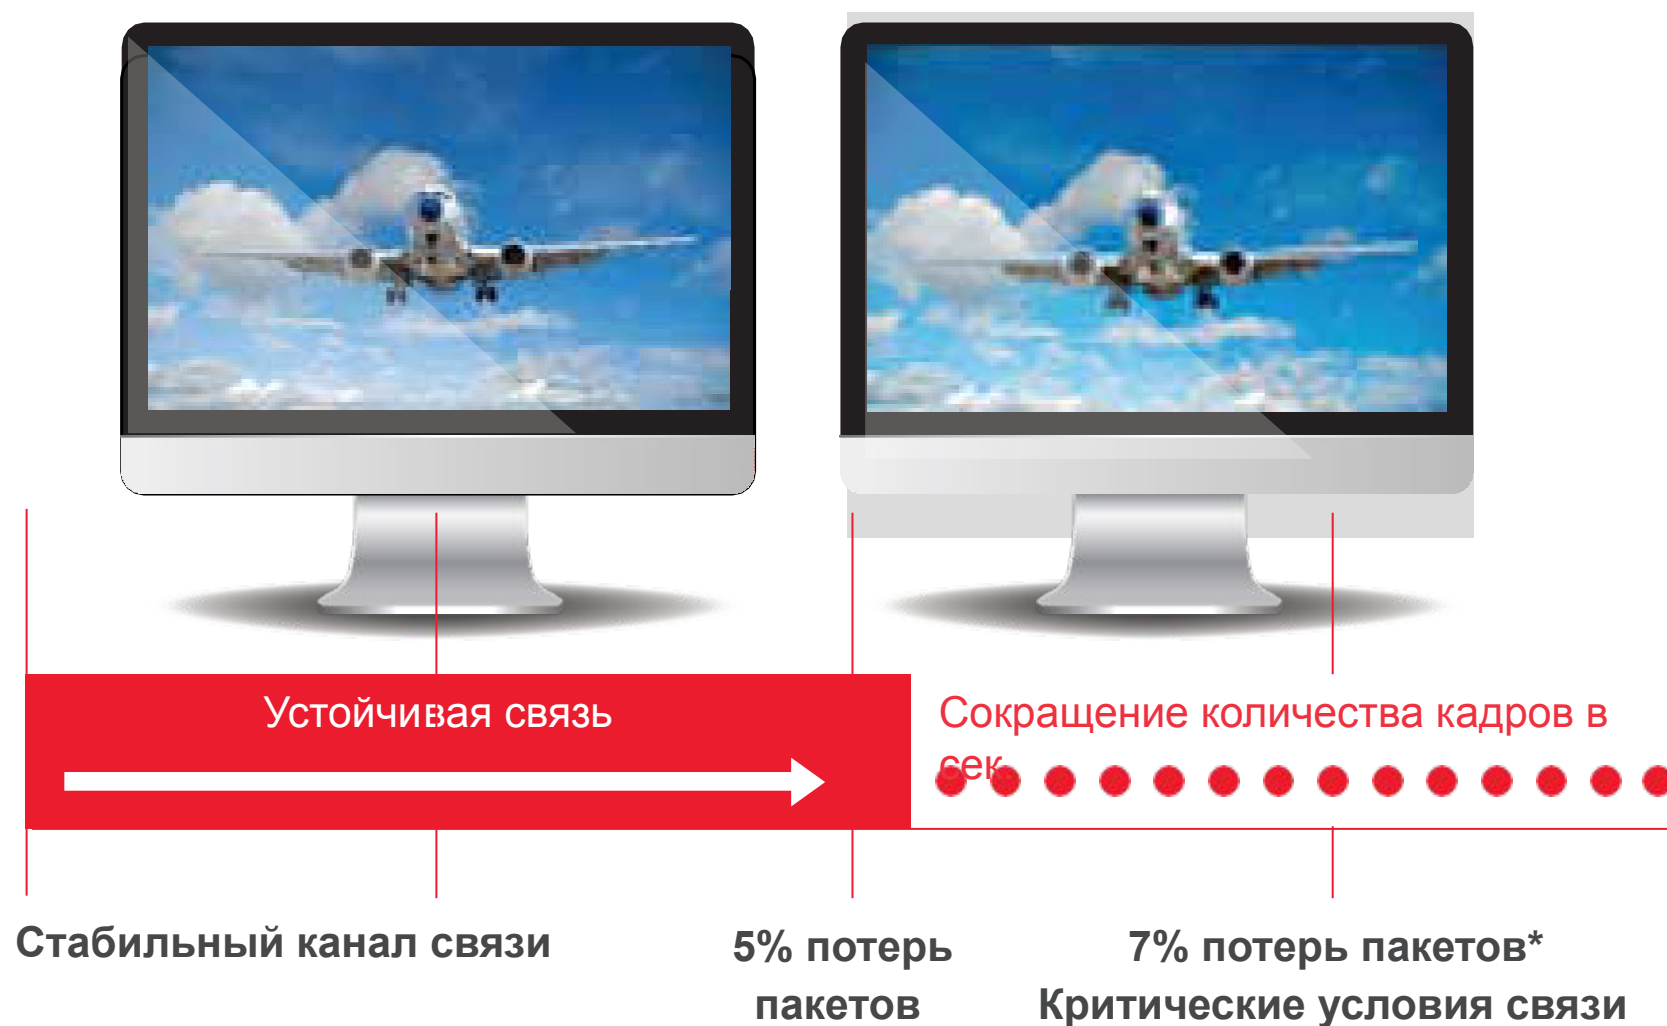 Устойчивая связь
Сокращение количества кадров в
сек.
Стабильный канал связи
5% потерь
пакетов
7% потерь пакетов*
Критические условия связи